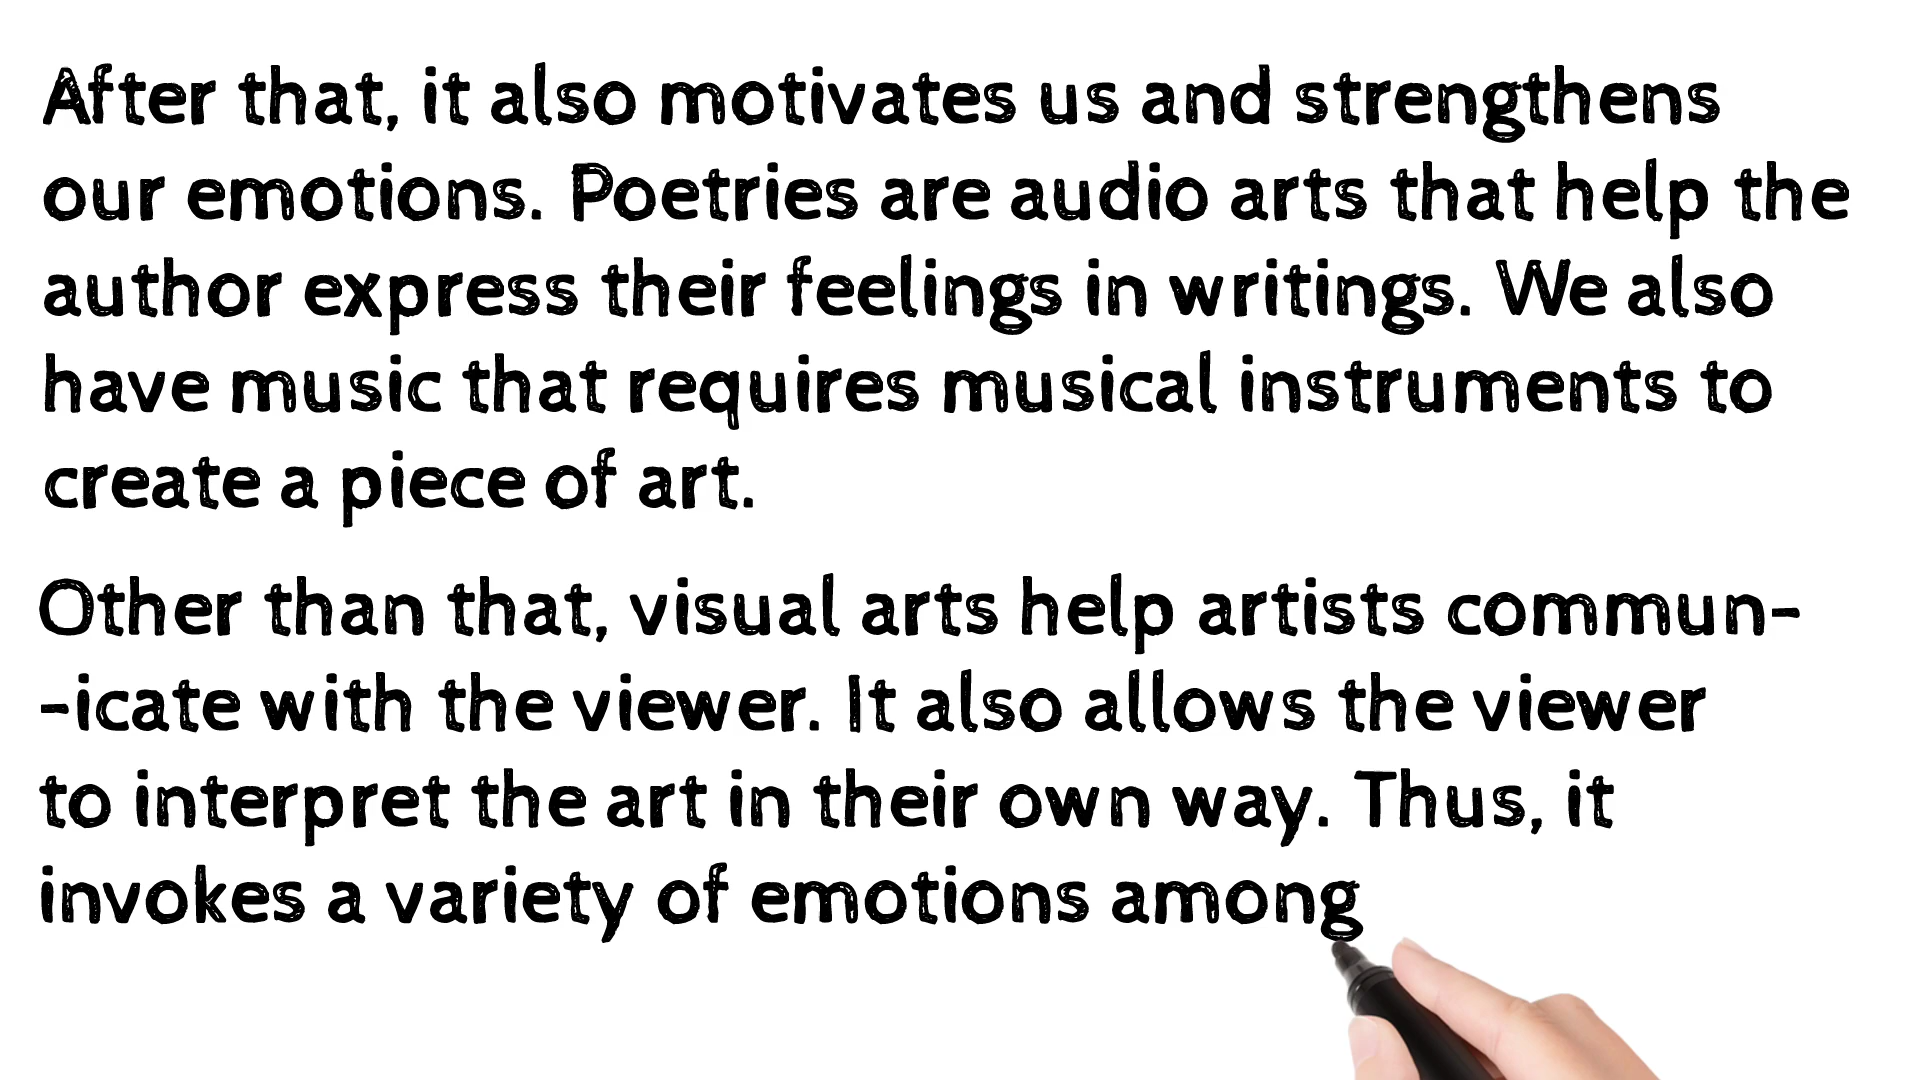 After that, it also motivates us and strengthens
our emotions. Poetries are audio arts that help the
author express their feelings in writings. We also
have music that requires musical instruments to
create a piece of art.
Other than that, visual arts help artists commun-
-icate with the viewer. It also allows the viewer
to interpret the art in their own way. Thus, it
invokes a variety of emotions among